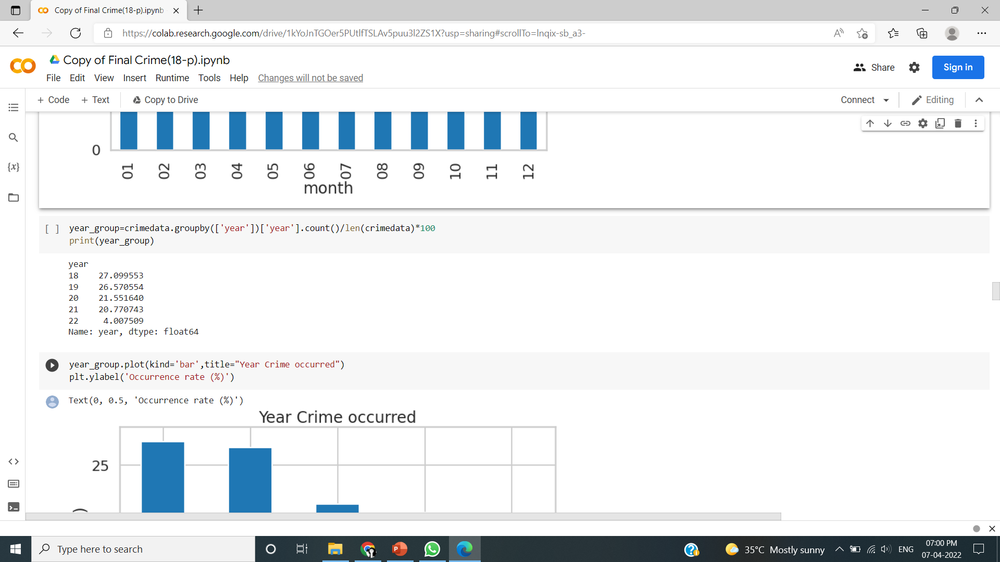 Copy of Final Crime(18-p).ipynb
https://colab.research.google.com/drive/1kYoJnTGOer5PUtlfTSLAv5puu3l2ZS1X?usp=sharing#scrollTo=lnqix-sb_a3-
Copy of Final Crime(18-p).ipynb
Share
Sign in
File Edit View Insert Runtime Tools Help Changes will not be saved
+ Code + Text Copy to Drive
Connect
Editing
0
01 02 03 04 05 06 07 08 09 10 11 12
month
{x}
[ ] year_group=crimedata.groupby(['year'])['year'].count()/len(crimedata)*100
print(year_group)
year
18 27.099553
19 26.570554
20 21.551640
21 20.770743
22 4.007509
Name: year, dtype: float64
year_group.plot(kind='bar',title="Year Crime occurred")
plt.ylabel('Occurrence rate (%)')
Text(0, 0.5, 'Occurrence rate (%)')
Year Crime occurred
25
Type here to search
35°C Mostly sunny
ENG
07:00 PM
07-04-2022